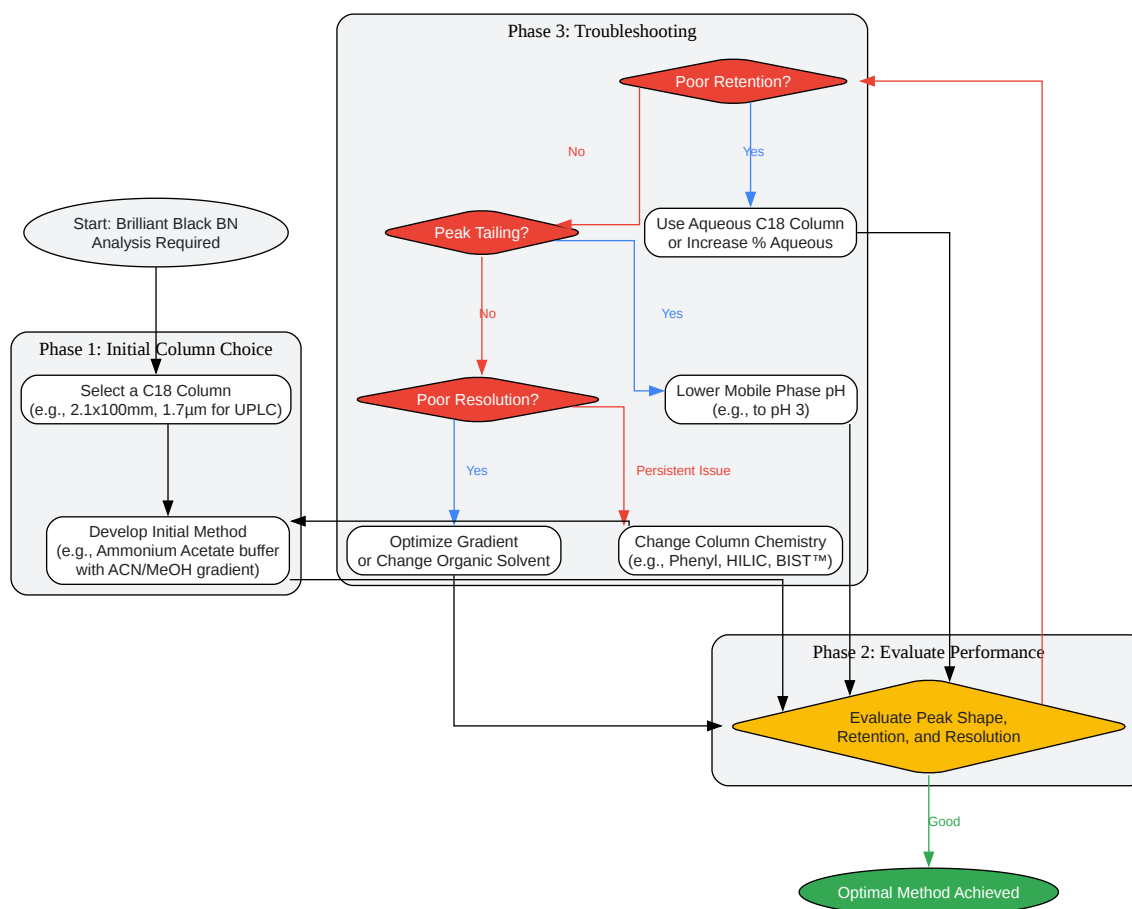 Phase 3: Troubleshooting
Poor Retention?
No
Yes
Start: Brilliant Black BN
Analysis Required
Peak Tailing?
Use Aqueous C18 Column
or Increase % Aqueous
No
Yes
Phase 1: Initial Column Choice
Select a C18 Column
(e.g., 2.1x100mm, 1.7µm for UPLC)
Poor Resolution?
Lower Mobile Phase pH
(e.g., to pH 3)
Yes
Persistent Issue
Develop Initial Method
(e.g., Ammonium Acetate buffer
with ACN/MeOH gradient)
Optimize Gradient
or Change Organic Solvent
Change Column Chemistry
(e.g., Phenyl, HILIC, BIST™)
Phase 2: Evaluate Performance
Evaluate Peak Shape,
Retention, and Resolution
Good
Optimal Method Achieved